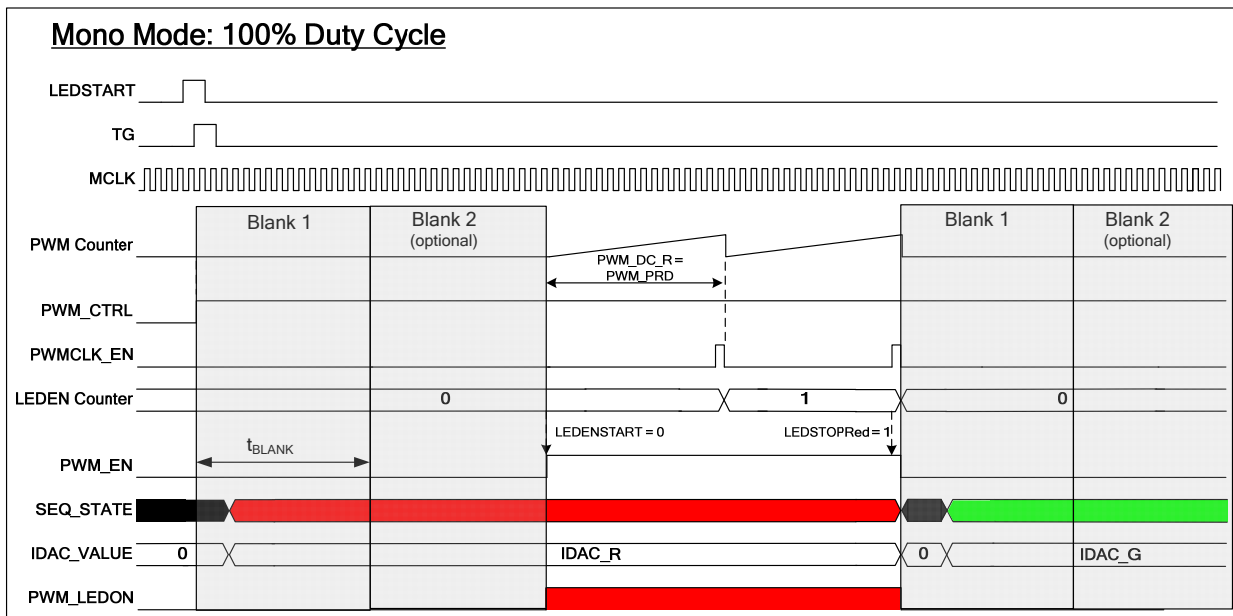 Mono Mode: 100% Duty Cycle
LEDSTART
TG
MCLK
Blank 1
Blank 2
(optional)
Blank 1
Blank 2
(optional)
PWM Counter
PWM_DC_R =
PWM_PRD
PWM_CTRL
PWMCLK_EN
LEDEN Counter
0
1
0
LEDENSTART = 0
LEDSTOPRed = 1
tBLANK
PWM_EN
SEQ_STATE
IDAC_VALUE
0
IDAC_R
0
IDAC_G
PWM_LEDON